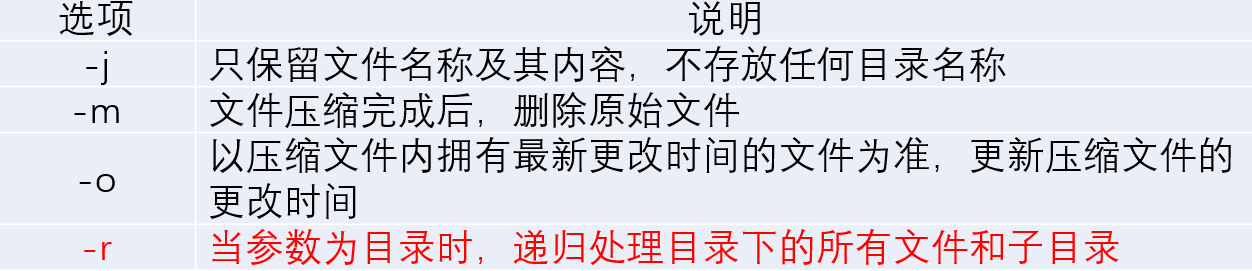 选项 说明
-j 只保留文件名称及其内容，不存放任何目录名称
-m 文件压缩完成后，删除原始文件
-o 以压缩文件内拥有最新更改时间的文件为准，更新压缩文件的
更改时间
-r 当参数为目录时，递归处理目录下的所有文件和子目录